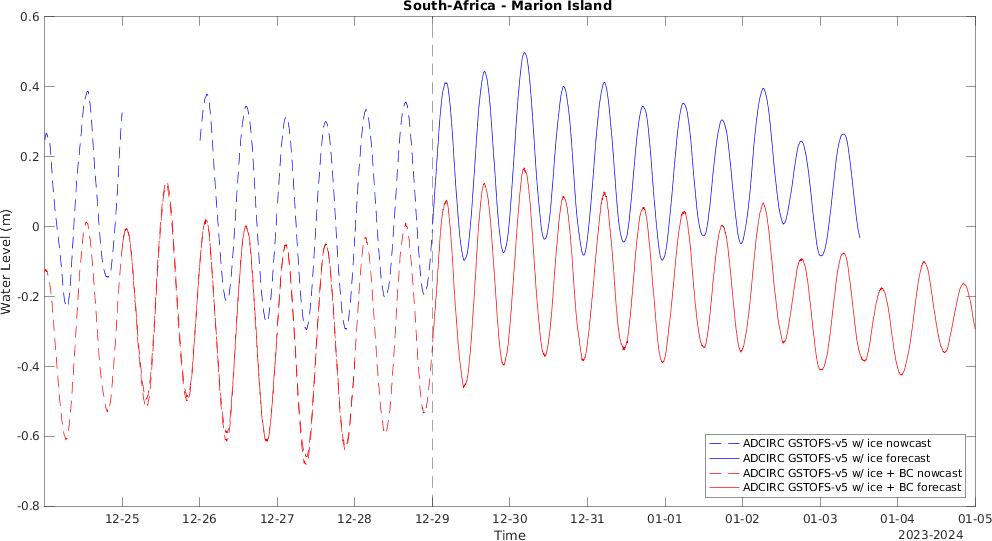 South-Africa - Marion Island
0.6
0.4
0.2
0
-0.2
-0.4
-0.6
-0.8
Water Level (m)
ADCIRC GSTOFS-v5 w/ ice nowcast
ADCIRC GSTOFS-v5 w/ ice forecast
ADCIRC GSTOFS-v5 w/ ice + BC nowcast
ADCIRC GSTOFS-v5 w/ ice + BC forecast
12-25 12-26 12-27 12-28 12-29 12-30 12-31 01-01 01-02 01-03 01-04 01-05
Time
2023-2024